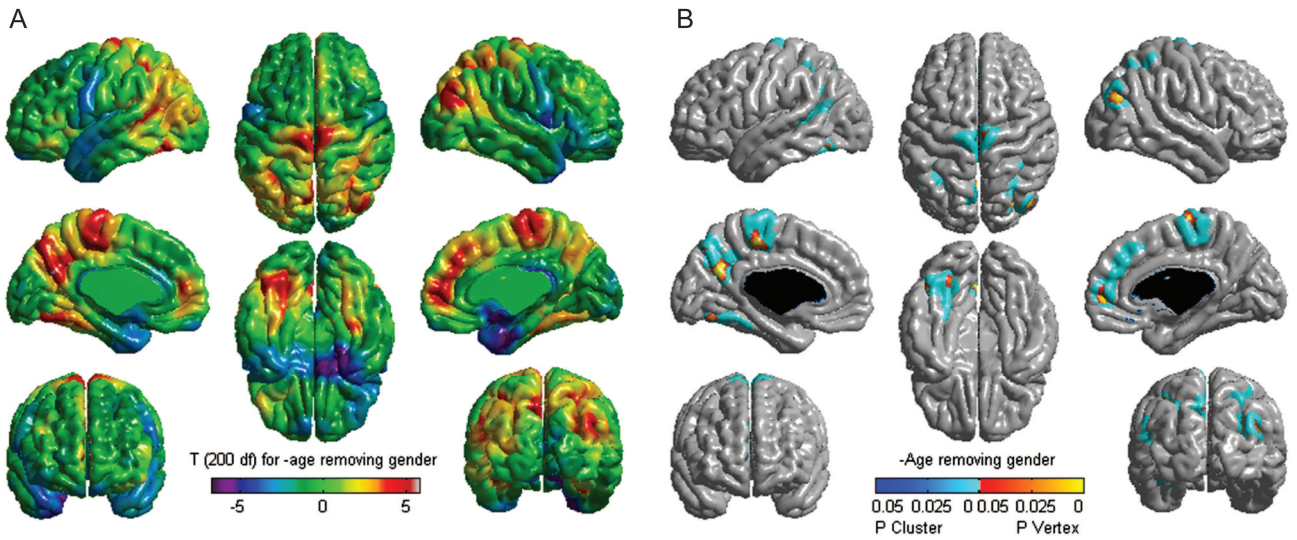 A
B
T (200 df) for -age removing gender
-5 0 5
-Age removing gender
0.05 0.025 0 0.05 0.025 0
P Cluster P Vertex